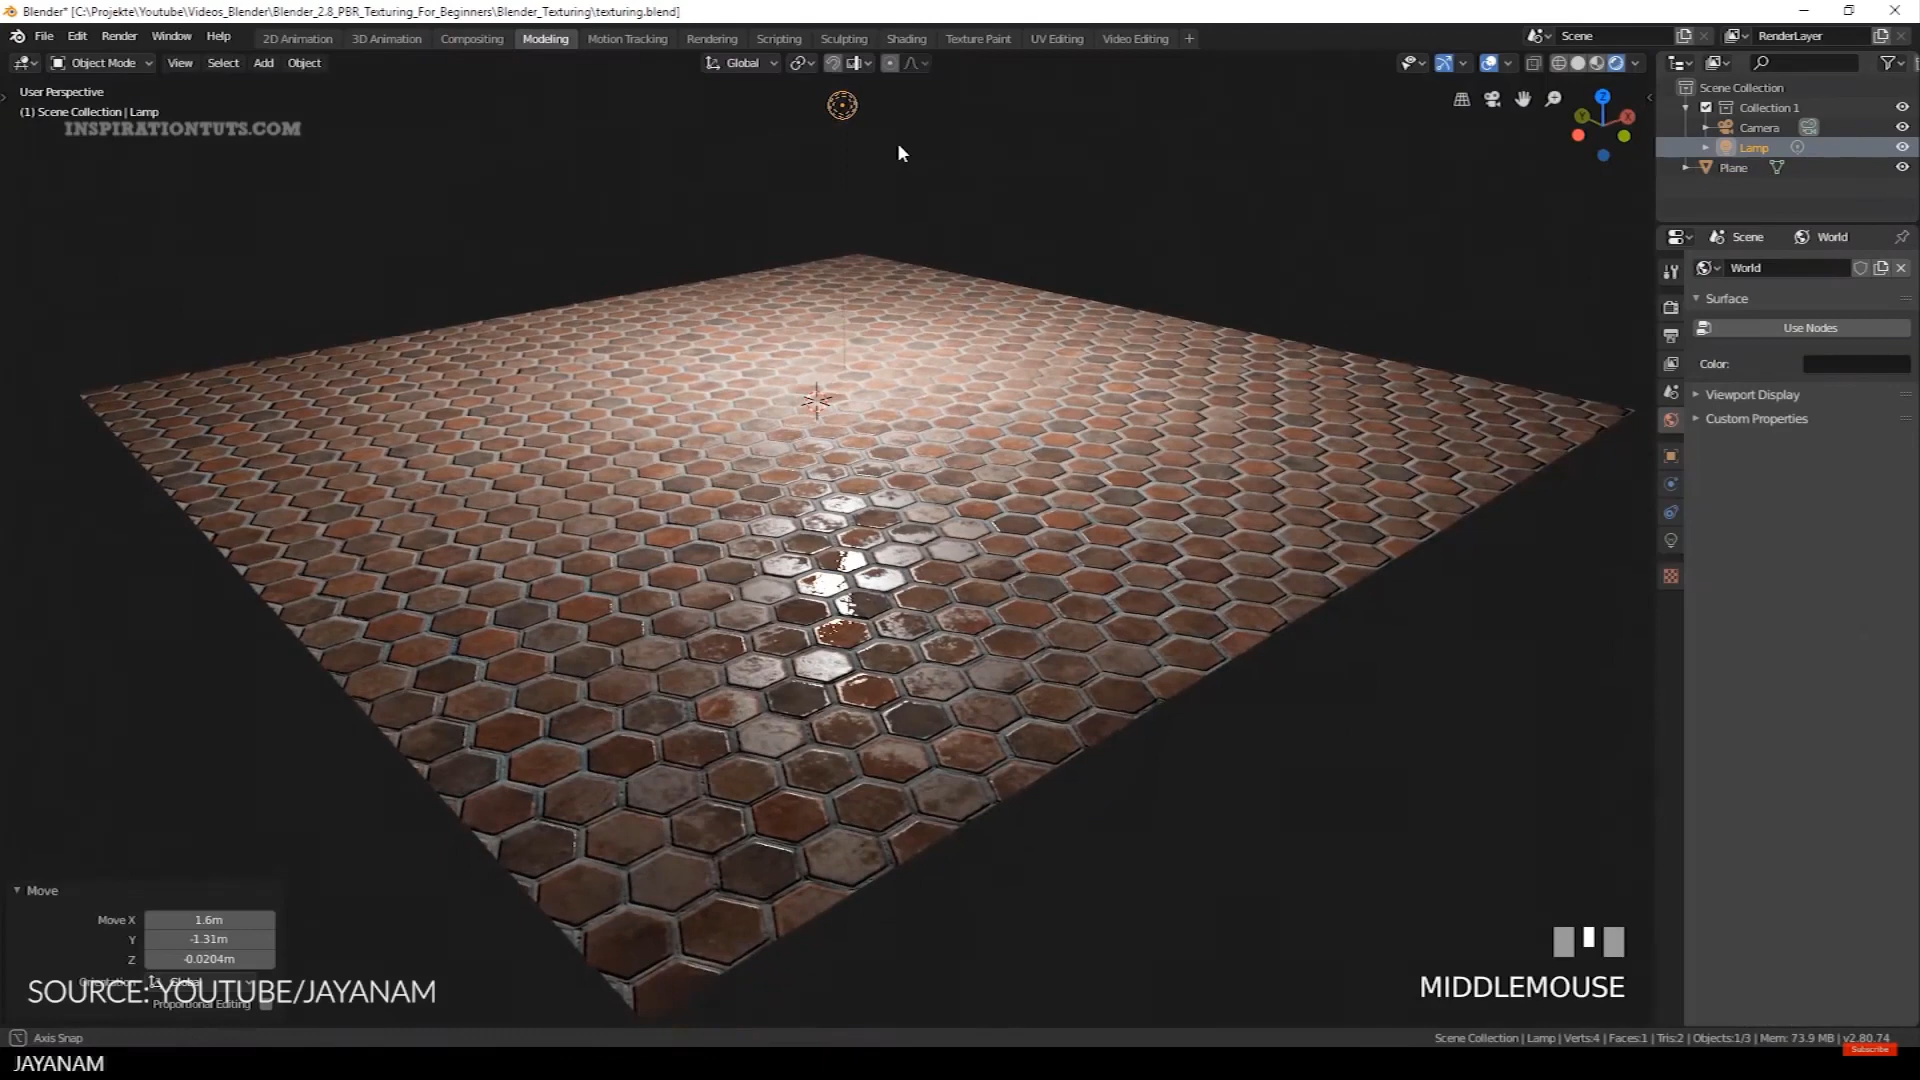 Blender* [C:\Projekte\Youtube\Videos_Blender\Blender_2.8_PBR_Texturing_For_Beginners\Blender_Texturing\texturing.blend]
File Edit Render Window Help 2D Animation 3D Animation Compositing Modeling Motion Tracking Rendering Scripting Sculpting Shading Texture Paint UV Editing Video Editing + Scene RenderLayer
Object Mode View Select Add Object Global
User Perspective
(1) Scene Collection | Lamp
INSPIRATIONTUTS.COM
Z
Y
X
Scene Collection
Collection 1
Camera
Lamp
Plane
Scene World
World
Surface
Use Nodes
Color:
Viewport Display
Custom Properties
Move
Move X 1.6m
Y -1.31m
Z -0.0204m
Orientation Global
Proportional Editing
SOURCE: YOUTUBE/JAYANAM
MIDDLEMOUSE
Axis Snap
Scene Collection | Lamp | Verts:4 | Faces:1 | Tris:2 | Objects:1/3 | Mem: 73.9 MB | v2.80.74
JAYANAM
Subscribe